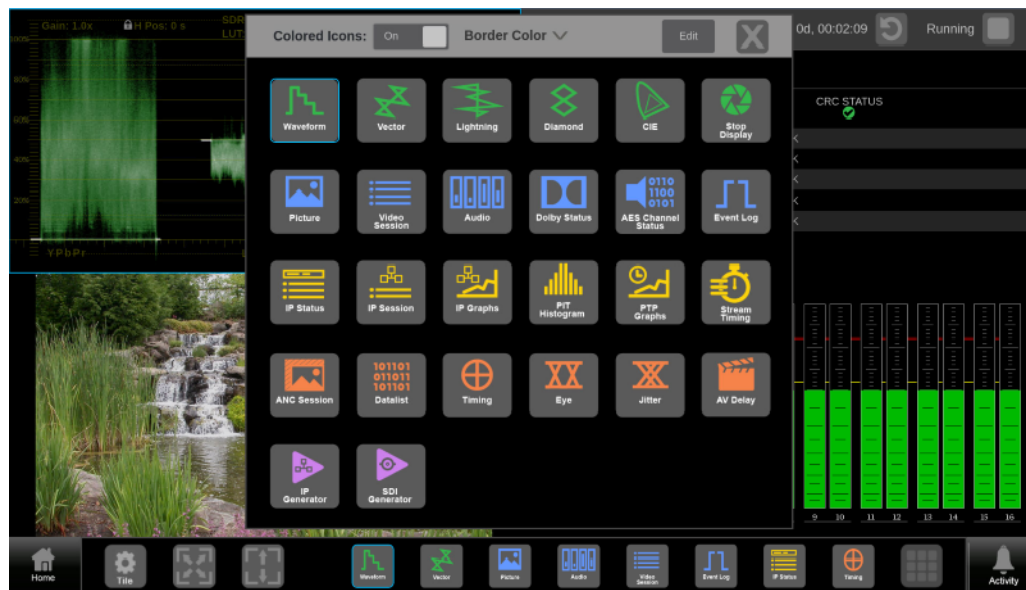 Gain: 1.0x
H Pos: 0 s
SDR
LUT:
Colored Icons:
On
Border Color
Edit
X
0d, 00:02:09
Running
100%
80%
60%
40%
20%
YPbPr
CRC STATUS
Waveform
Vector
Lightning
Diamond
CIE
Stop
Display
Picture
Video
Session
Audio
Dolby Status
0110
1100
0101
AES Channel
Status
Event Log
IP Status
IP Session
IP Graphs
PIT
Histogram
PTP
Graphs
Stream
Timing
ANC Session
101101
011011
101101
Datalist
Timing
Eye
Jitter
AV Delay
IP
Generator
SDI
Generator
9 10 11 12 13 14 15 16
Home
Tile
Waveform
Vector
Picture
Audio
Video
Session
Event Log
IP Status
Timing
Activity